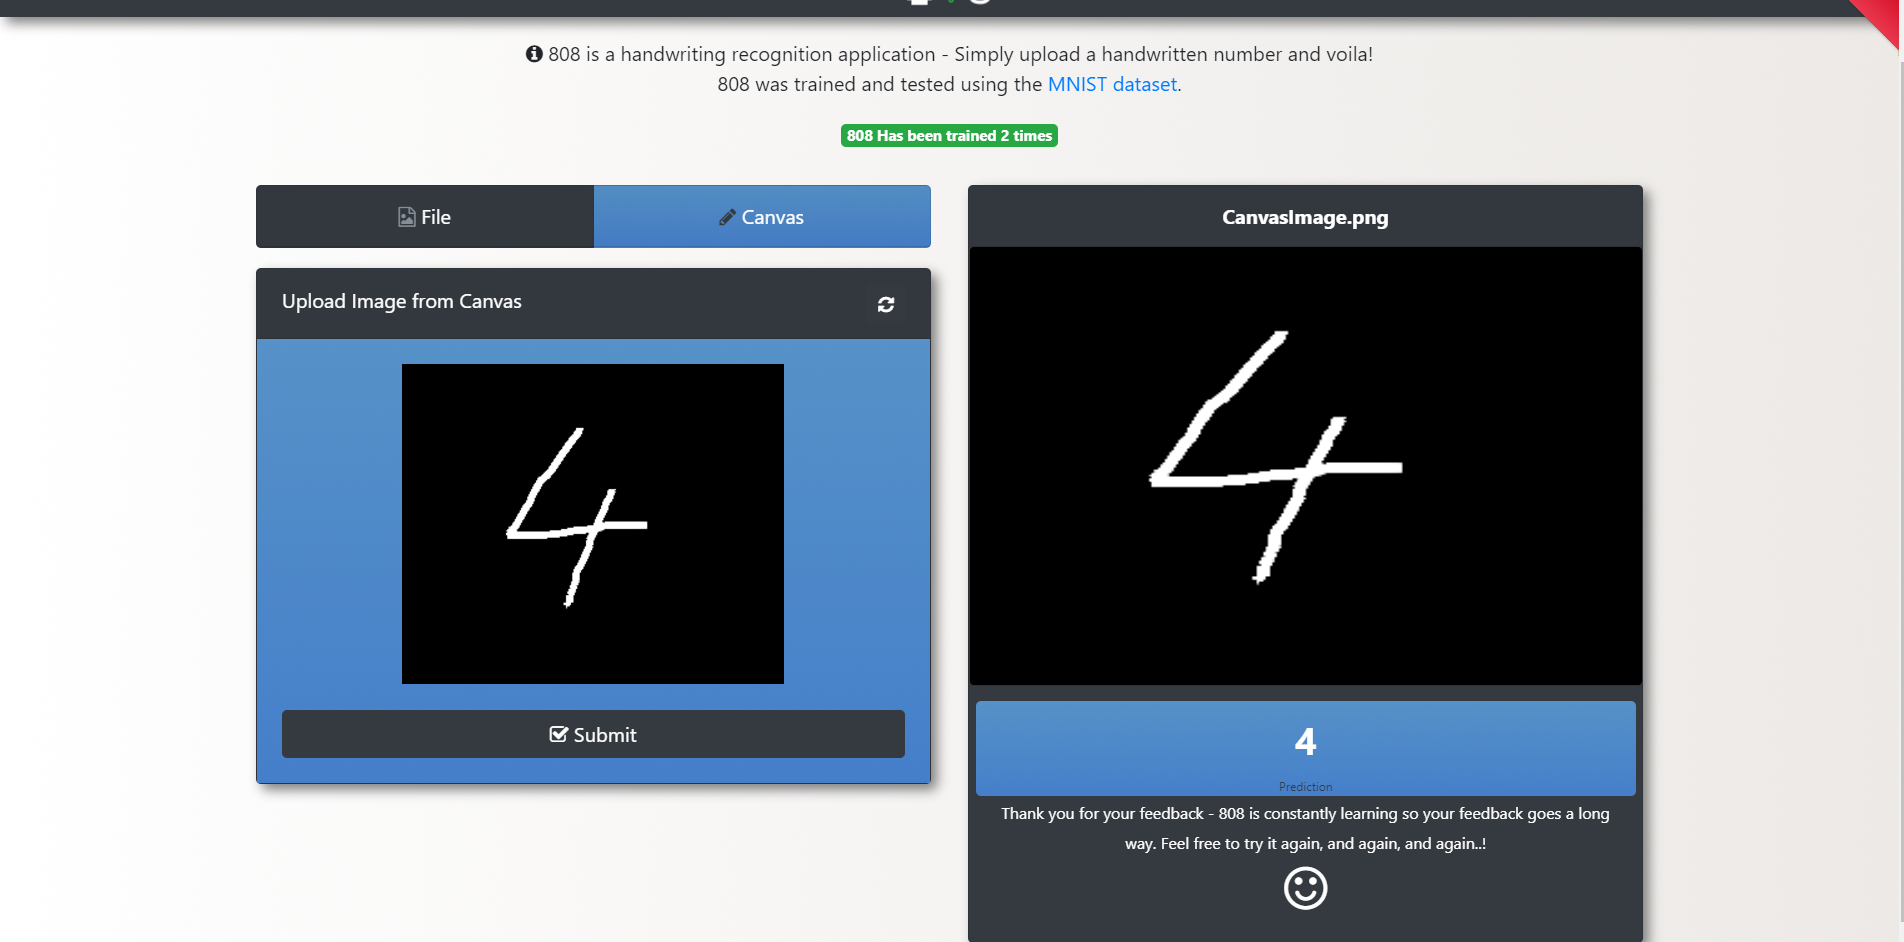 808 is a handwriting recognition application - Simply upload a handwritten number and voila!
808 was trained and tested using the MNIST dataset.
808 Has been trained 2 times
File
Canvas
Upload Image from Canvas
4
Submit
CanvasImage.png
4
4
Prediction
Thank you for your feedback - 808 is constantly learning so your feedback goes a long
way. Feel free to try it again, and again, and again..!